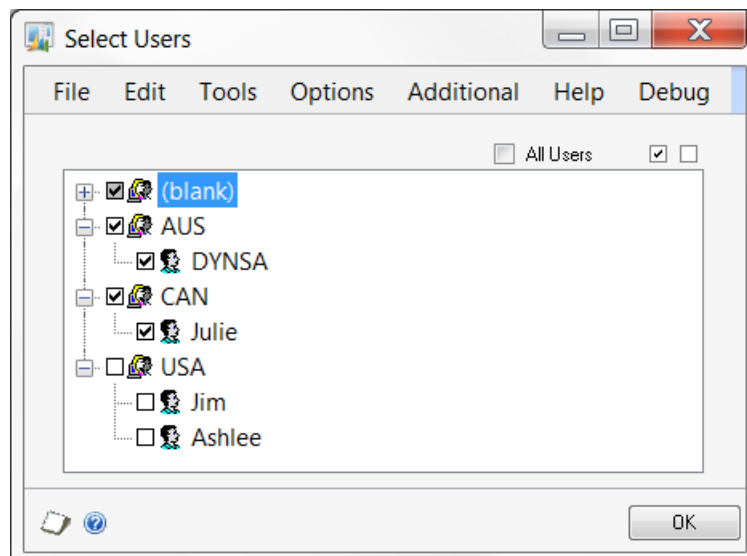 Select Users
File Edit Tools Options Additional Help Debug
All Users
(blank)
AUS
DYNSA
CAN
Julie
USA
Jim
Ashlee
OK